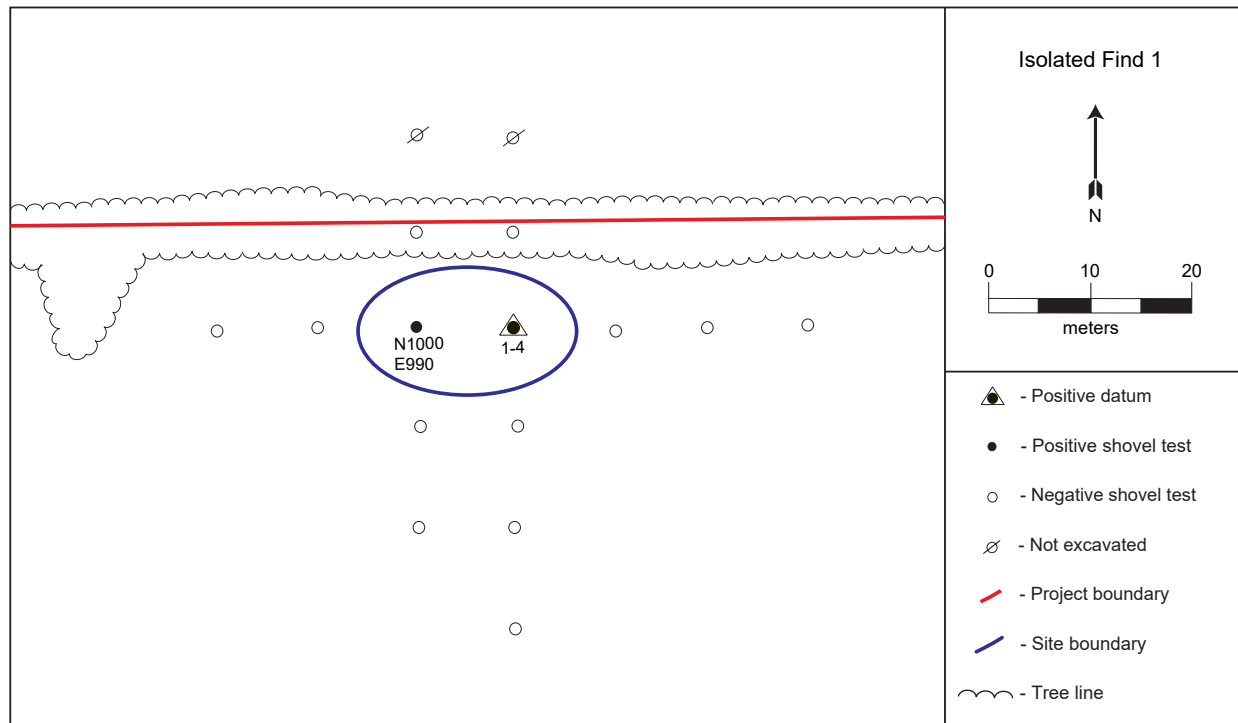 N1000
E990
1-4
Isolated Find 1
N
0 10 20
meters
- Positive datum
- Positive shovel test
- Negative shovel test
- Not excavated
- Project boundary
- Site boundary
- Tree line